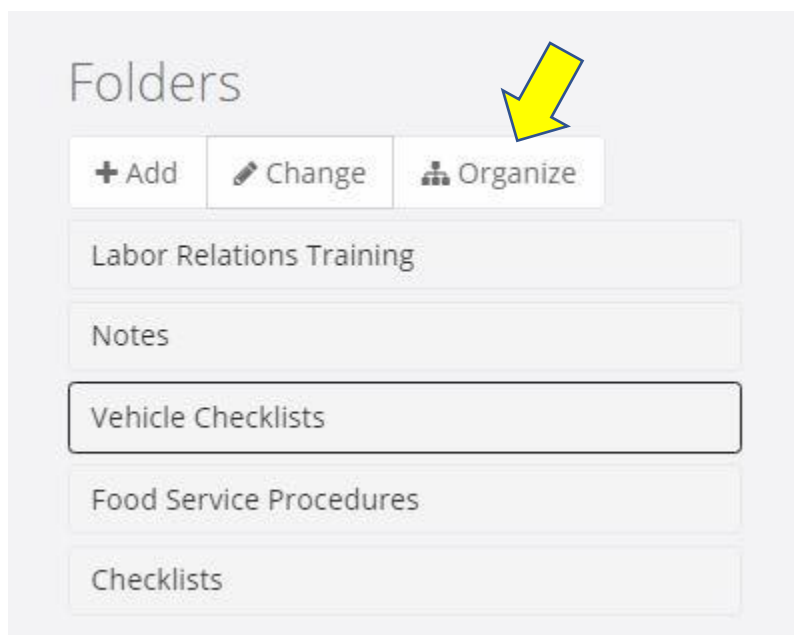 Folders
Add Change Organize
Labor Relations Training
Notes
Vehicle Checklists
Food Service Procedures
Checklists